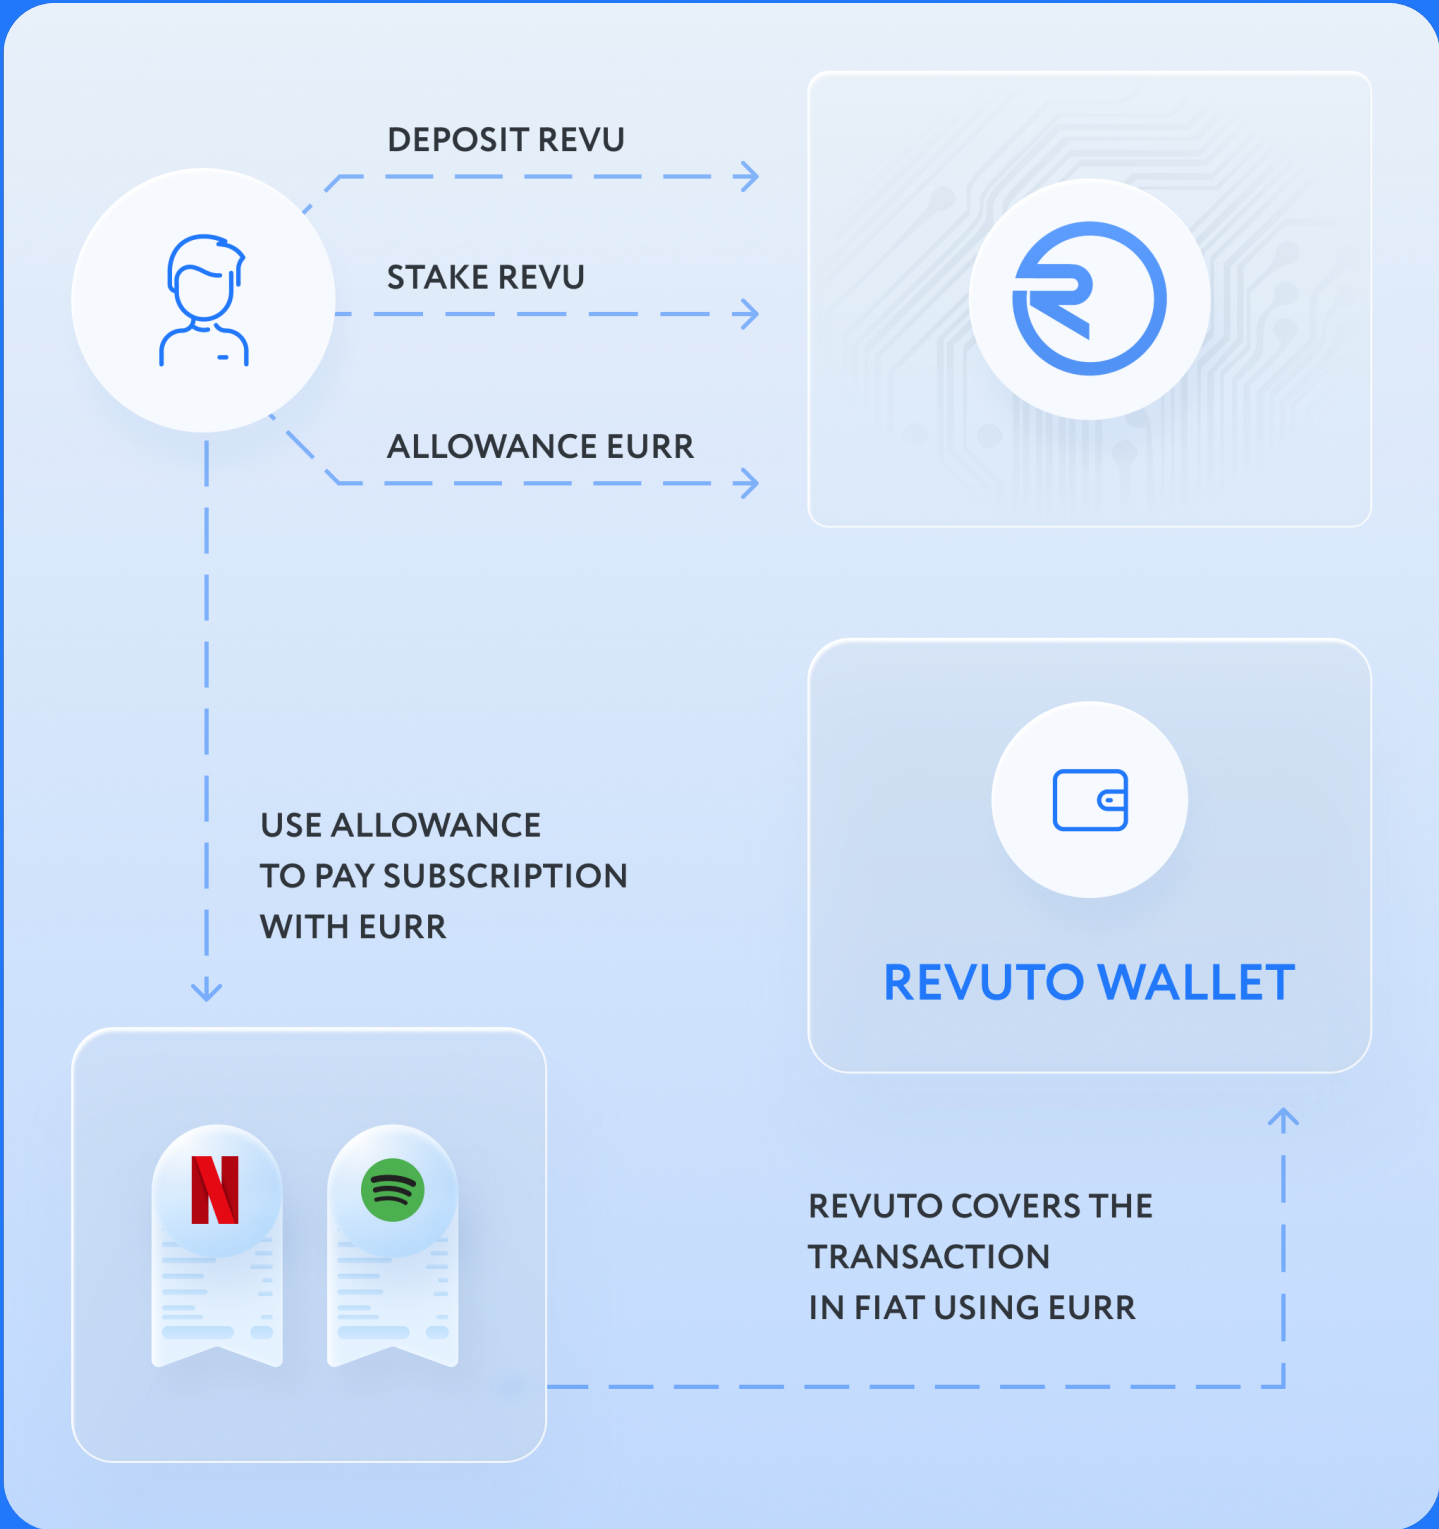 DEPOSIT REVU
STAKE REVU
ALLOWANCE EURR
USE ALLOWANCE
TO PAY SUBSCRIPTION
WITH EURR
REVUTO WALLET
REVUTO COVERS THE
TRANSACTION
IN FIAT USING EURR